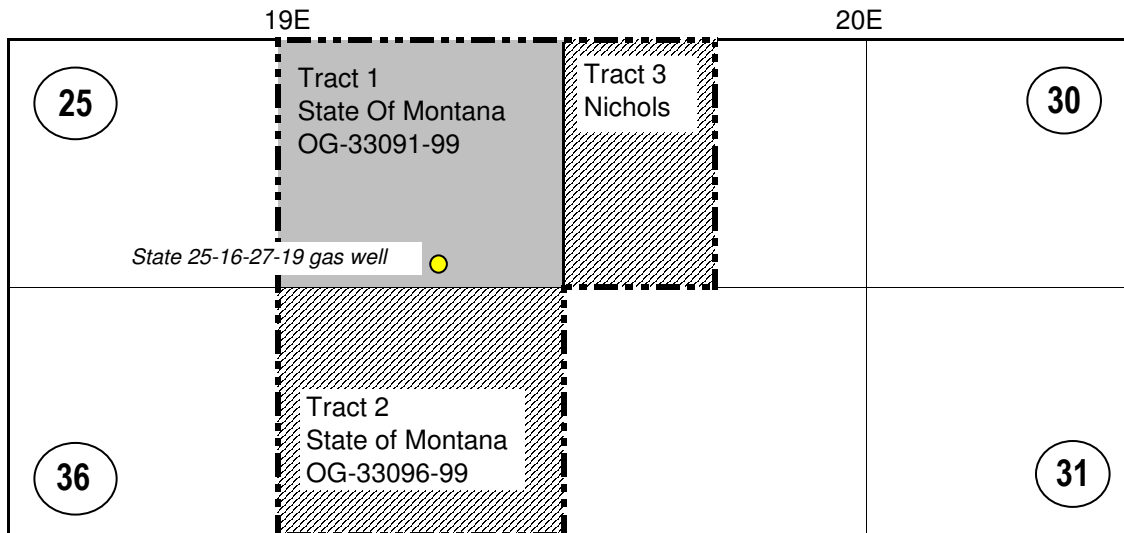 19E
20E
25
Tract 1
State Of Montana
OG-33091-99
Tract 3
Nichols
30
State 25-16-27-19 gas well
36
Tract 2
State of Montana
OG-33096-99
31